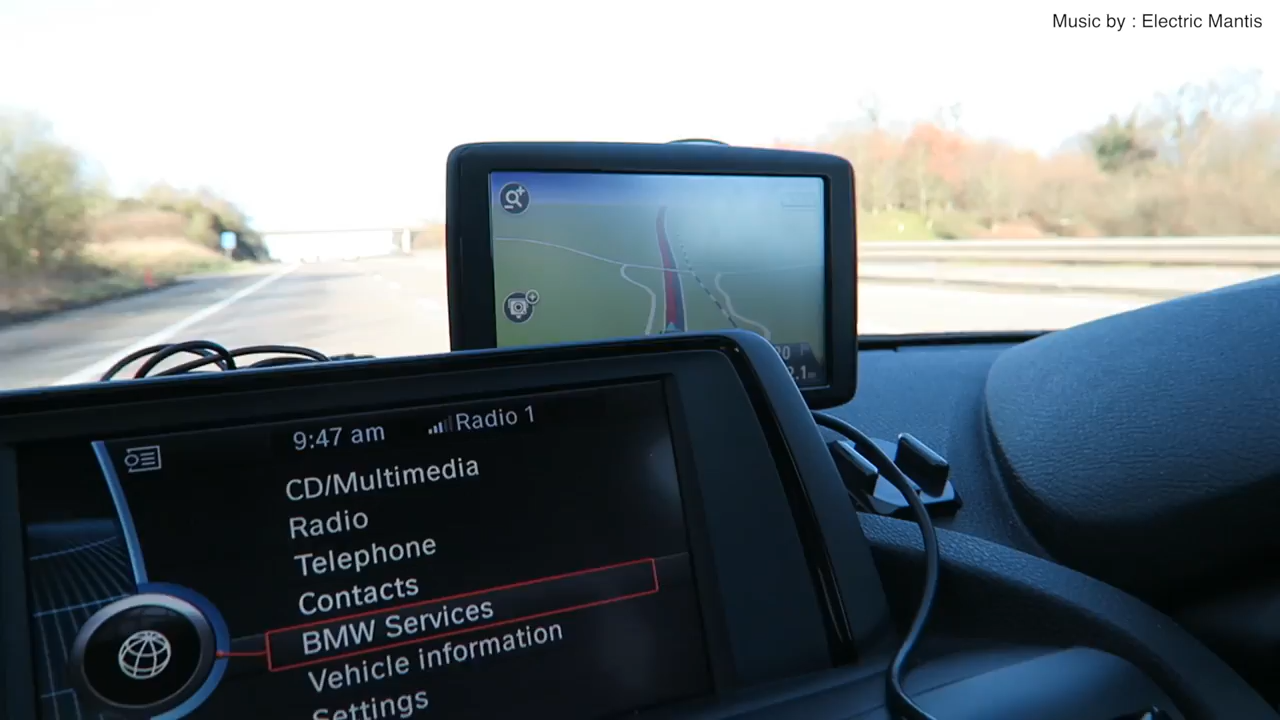 Music by : Electric Mantis
9:47 am
Radio 1
CD/Multimedia
Radio
Telephone
Contacts
BMW Services
Vehicle information
Settings